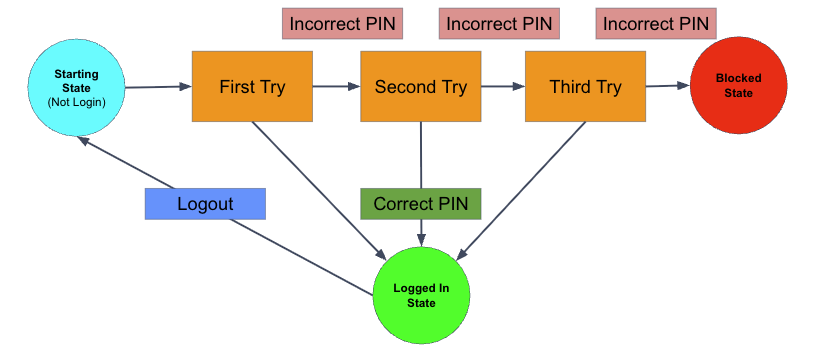 Incorrect PIN
Incorrect PIN
Incorrect PIN
Starting
State
(Not Login)
First Try
Second Try
Third Try
Blocked
State
Logout
Correct PIN
Logged In
State